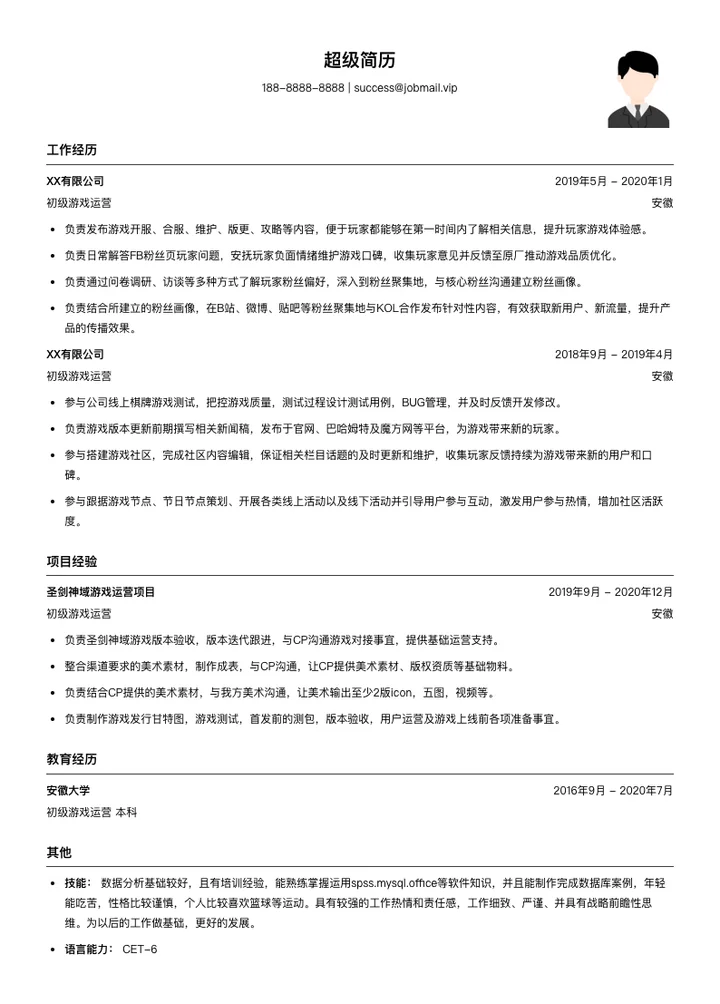 超级简历
188-8888-8888 | success@jobmail.vip
工作经历
XX有限公司 2019年5月 – 2020年1月
初级游戏运营 安徽
• 负责发布游戏开服、合服、维护、版更、攻略等内容，便于玩家都能够在第一时间内了解相关信息，提升玩家游戏体验感。
• 负责日常解答FB粉丝页玩家问题，安抚玩家负面情绪维护游戏口碑，收集玩家意见并反馈至原厂推动游戏品质优化。
• 负责通过问卷调研、访谈等多种方式了解玩家粉丝偏好，深入到粉丝聚集地，与核心粉丝沟通建立粉丝画像。
• 负责结合所建立的粉丝画像，在B站、微博、贴吧等粉丝聚集地与KOL合作发布针对性内容，有效获取新用户、新流量，提升产
品的传播效果。
XX有限公司 2018年9月 – 2019年4月
初级游戏运营 安徽
• 参与公司线上棋牌游戏测试，把控游戏质量，测试过程设计测试用例，BUG管理，并及时反馈开发修改。
• 负责游戏版本更新前期撰写相关新闻稿，发布于官网、巴哈姆特及魔方网等平台，为游戏带来新的玩家。
• 参与搭建游戏社区，完成社区内容编辑，保证相关栏目话题的及时更新和维护，收集玩家反馈持续为游戏带来新的用户和口
碑。
• 参与跟据游戏节点、节日节点策划、开展各类线上活动以及线下活动并引导用户参与互动，激发用户参与热情，增加社区活跃
度。
项目经验
圣剑神域游戏运营项目 2019年9月 – 2020年12月
初级游戏运营 安徽
• 负责圣剑神域游戏版本验收，版本迭代跟进，与CP沟通游戏对接事宜，提供基础运营支持。
• 整合渠道要求的美术素材，制作成表，与CP沟通，让CP提供美术素材、版权资质等基础物料。
• 负责结合CP提供的美术素材，与我方美术沟通，让美术输出至少2版icon，五图，视频等。
• 负责制作游戏发行甘特图，游戏测试，首发前的测包，版本验收，用户运营及游戏上线前各项准备事宜。
教育经历
安徽大学 2016年9月 – 2020年7月
初级游戏运营 本科
其他
• 技能： 数据分析基础较好，且有培训经验，能熟练掌握运用spss.mysql.office等软件知识，并且能制作完成数据库案例，年轻
能吃苦，性格比较谨慎，个人比较喜欢篮球等运动。具有较强的工作热情和责任感，工作细致、严谨、并具有战略前瞻性思
维。为以后的工作做基础，更好的发展。
• 语言能力： CET-6